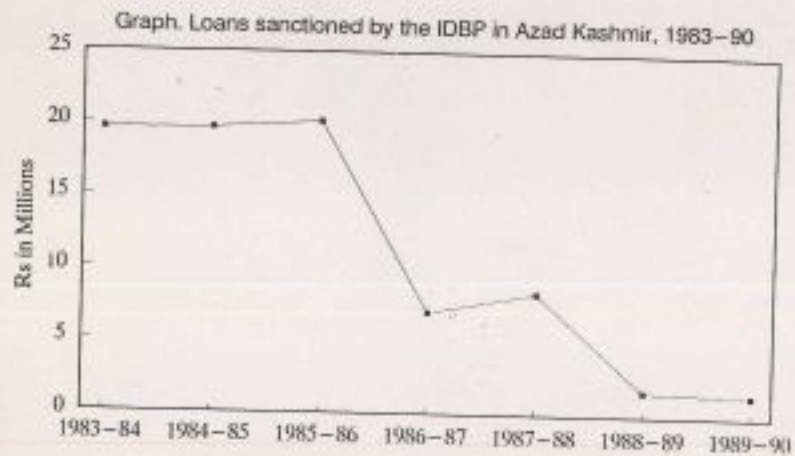 Graph. Loans sanctioned by the IDBP in Azad Kashmir, 1983–90
25
20
15
10
5
0
Rs in Millions
1983–84 1984–85 1985–86 1986–87 1987–88 1988–89 1989–90